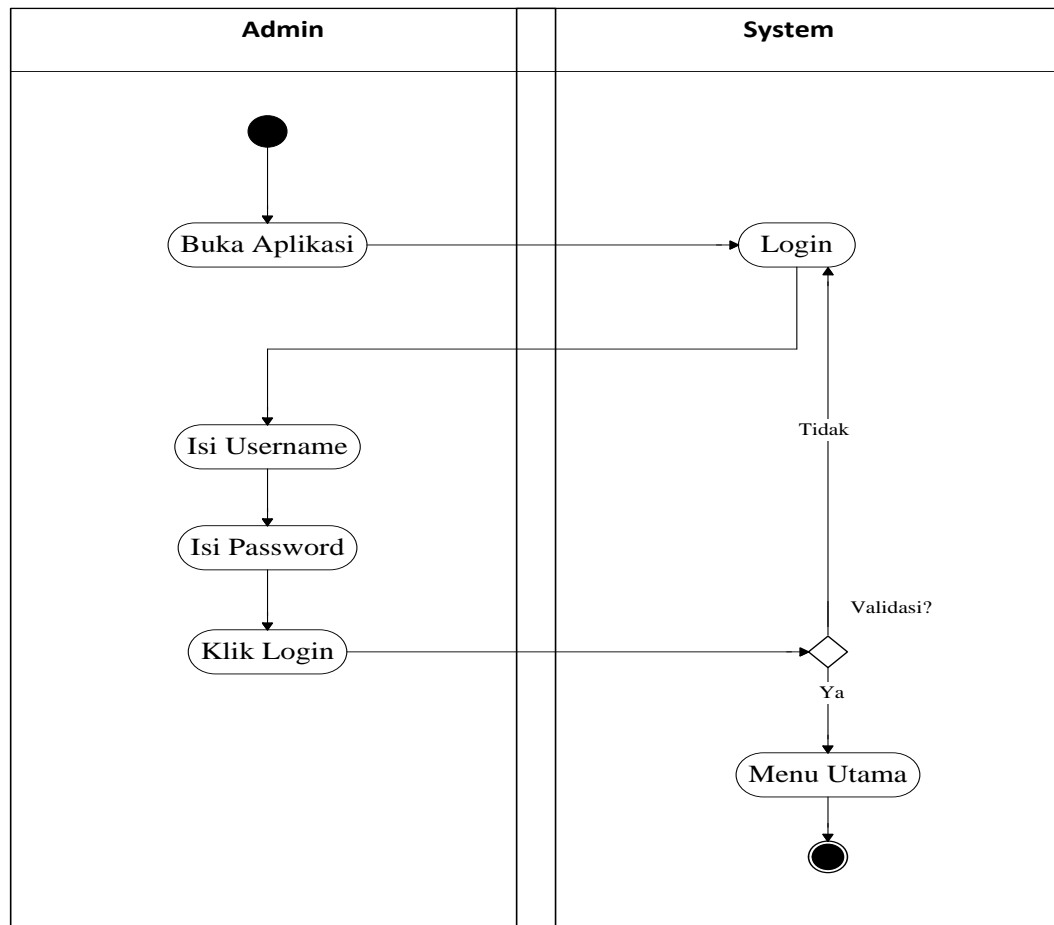 Admin
System
Buka Aplikasi
Login
Isi Username
Tidak
Isi Password
Validasi?
Klik Login
Ya
Menu Utama